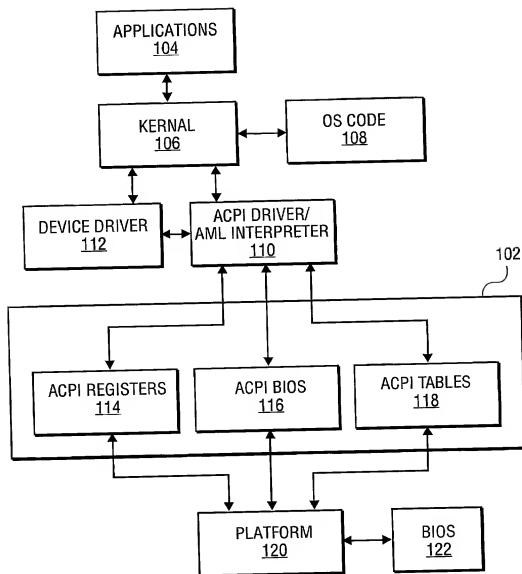 APPLICATIONS
104
KERNAL
106
OS CODE
108
DEVICE DRIVER
112
ACPI DRIVER/
AML INTERPRETER
110
102
ACPI REGISTERS
114
ACPI BIOS
116
ACPI TABLES
118
PLATFORM
120
BIOS
122